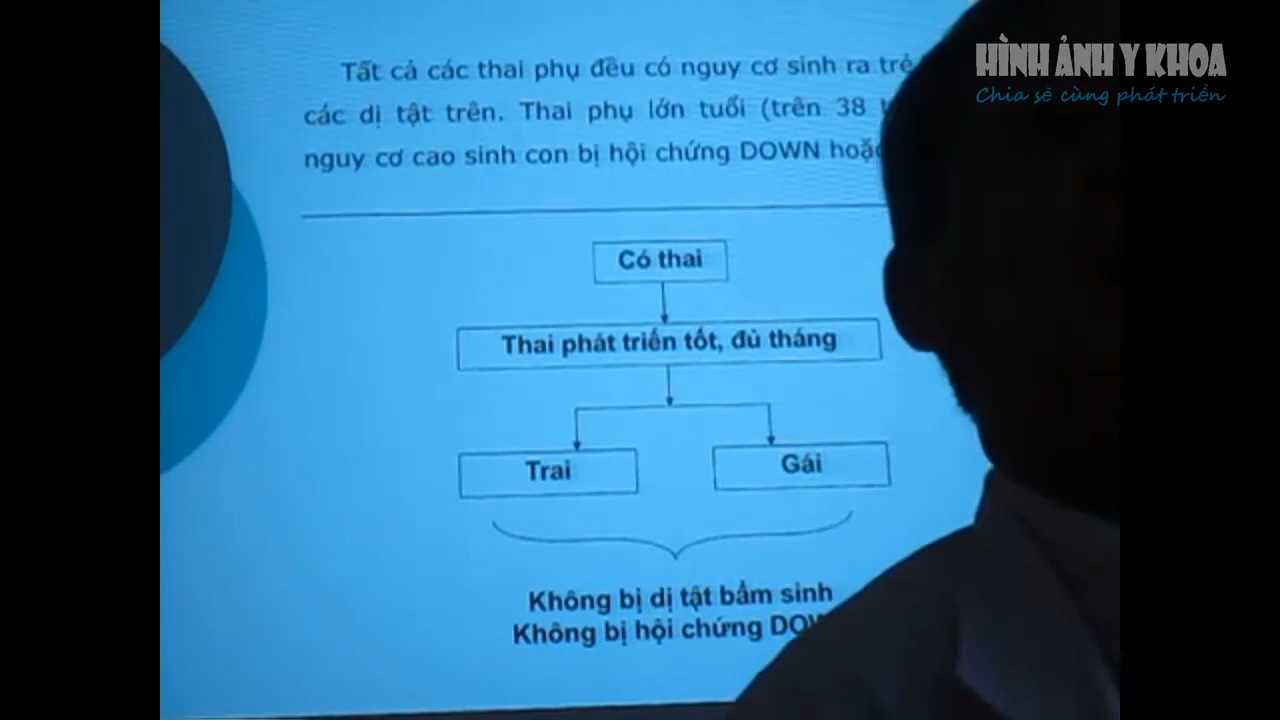 HÌNH ẢNH Y KHOA
Chia sẻ cùng phát triển
Tất cả các thai phụ đều có nguy cơ sinh ra trẻ
các dị tật trên. Thai phụ lớn tuổi (trên 38
nguy cơ cao sinh con bị hội chứng DOWN
Có thai
Thai phát triển tốt, đủ tháng
Trai
Gái
Không bị dị tật bẩm sinh
Không bị hội chứng